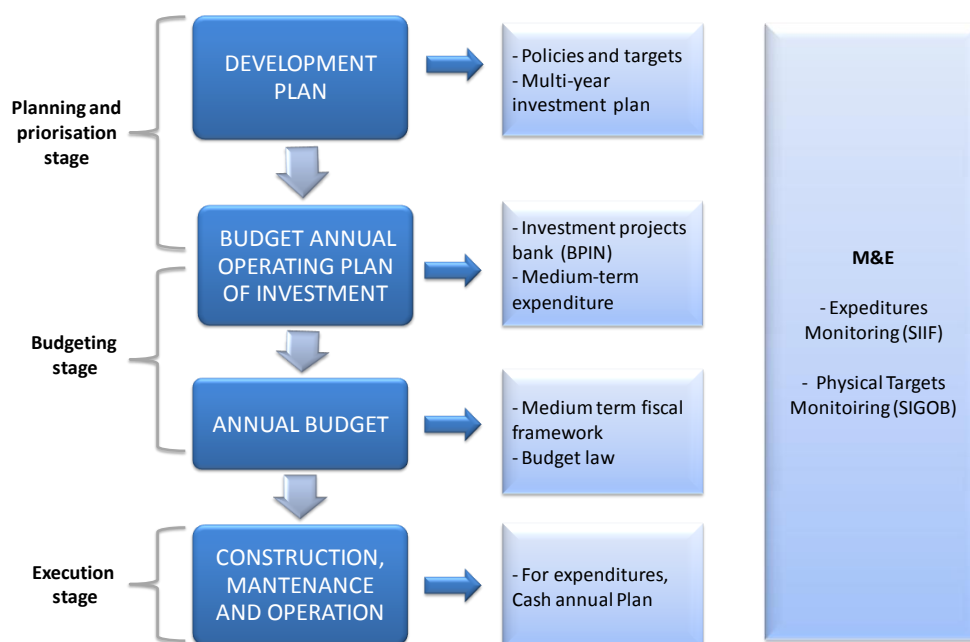 Planning and
priorisation
stage
DEVELOPMENT
PLAN
- Policies and targets
- Multi-year
investment plan
BUDGET ANNUAL
OPERATING PLAN
OF INVESTMENT
- Investment projects
bank (BPIN)
- Medium-term
expenditure
Budgeting
stage
ANNUAL BUDGET
- Medium term fiscal
framework
- Budget law
Execution
stage
CONSTRUCTION,
MANTENANCE
AND OPERATION
- For expenditures,
Cash annual Plan
M&E
- Expeditures
Monitoring (SIIF)
- Physical Targets
Monitoiring (SIGOB)